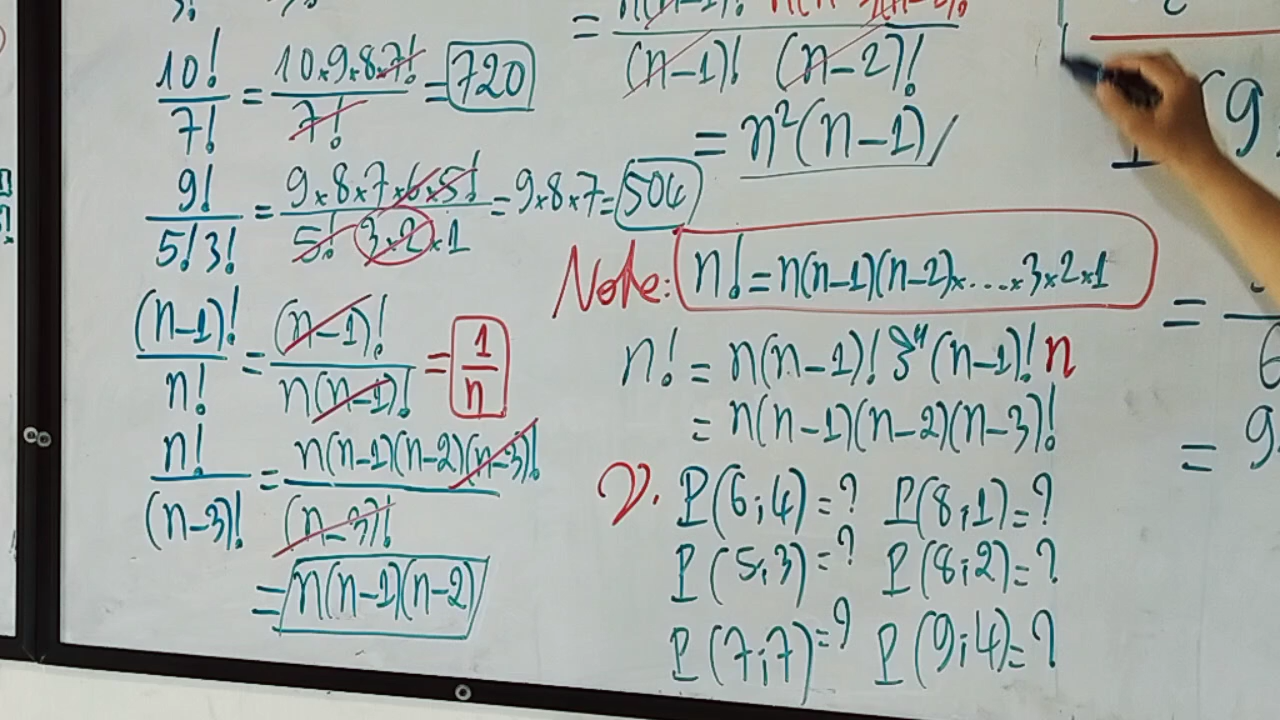 10!/7! = 10×9×8×7!/7! = 720
9!/5!3! = 9×8×7×6×5!/5! 3×2×1 = 9×8×7 = 504
(n-1)!/n! = (n-1)!/n(n-1)! = 1/n
n!/(n-3)! = n(n-1)(n-2)(n-3)!/(n-3)!
= n(n-1)(n-2)
(n-1)! (n-2)!
= n²(n-1)
Note: n! = n(n-1)(n-2)×....×3×2×1
n! = n(n-1)! (n-1)! n
= n(n-1)(n-2)(n-3)!
P(6;4)=? P(8;1)=?
P(5;3)=? P(8;2)=?
P(7;7)=? P(9;4)=?
(9
=
= 9